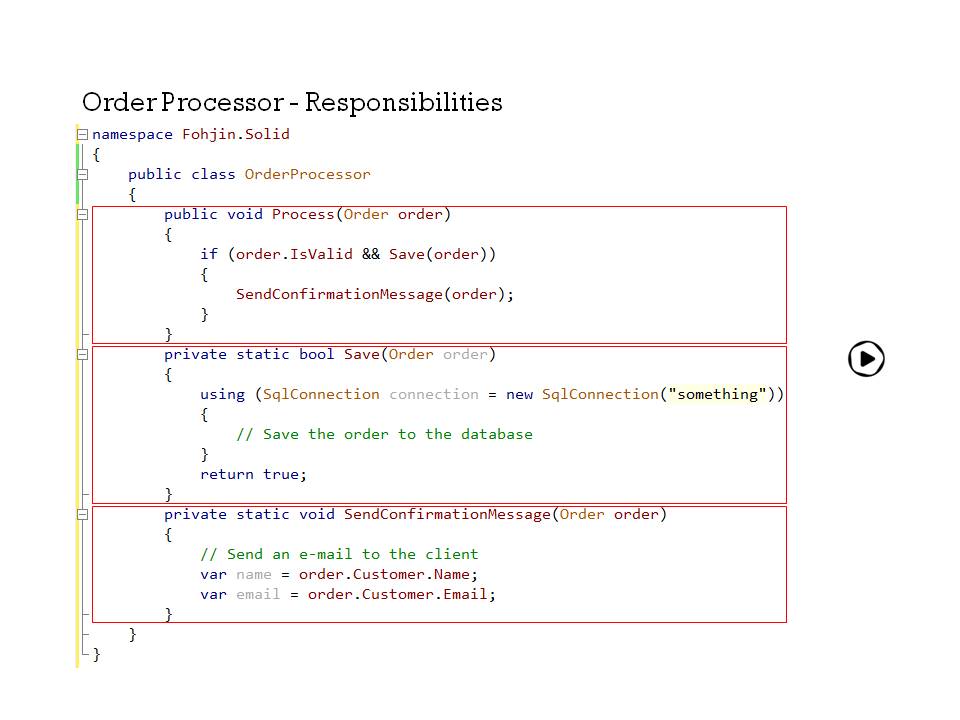 Order Processor - Responsibilities
namespace Fohjin.Solid
{
    public class OrderProcessor
    {
        public void Process(Order order)
        {
            if (order.IsValid && Save(order))
            {
                SendConfirmationMessage(order);
            }
        }
        private static bool Save(Order order)
        {
            using (SqlConnection connection = new SqlConnection("something"))
            {
                // Save the order to the database
            }
            return true;
        }
        private static void SendConfirmationMessage(Order order)
        {
            // Send an e-mail to the client
            var name = order.Customer.Name;
            var email = order.Customer.Email;
        }
    }
}